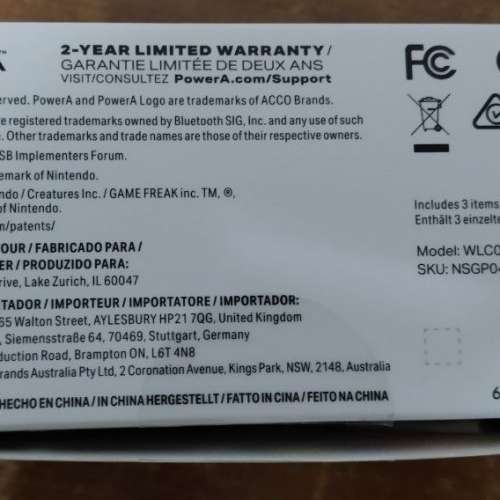 2-YEAR LIMITED WARRANTY/
GARANTIE LIMITÉE DE DEUX ANS
VISIT/CONSULTEZ PowerA.com/Support
FC
erved. PowerA and PowerA Logo are trademarks of ACCO Brands.
re registered trademarks owned by Bluetooth SIG, Inc. and any use of such
e. Other trademarks and trade names are those of their respective owners.
SB Implementers Forum.
demark of Nintendo.
ndo / Creatures Inc. / GAME FREAK inc. TM, ®,
of Nintendo.
m/patents/
Includes 3 items
Enthält 3 einzelte
OUR / FABRICADO PARA /
ER / PRODUZIDO PARA:
rive, Lake Zurich, IL 60047
Model: WLC0
SKU: NSGP04
RTADOR / IMPORTEUR / IMPORTATORE / IMPORTADOR:
65 Walton Street, AYLESBURY HP21 7QG, United Kingdom
, Siemensstraße 64, 70469, Stuttgart, Germany
duction Road, Brampton ON, L6T 4N8
rands Australia Pty Ltd, 2 Coronation Avenue, Kings Park, NSW, 2148, Australia
HECHO EN CHINA / IN CHINA HERGESTELLT / FATTO IN CINA / FEITO NA CHINA
6